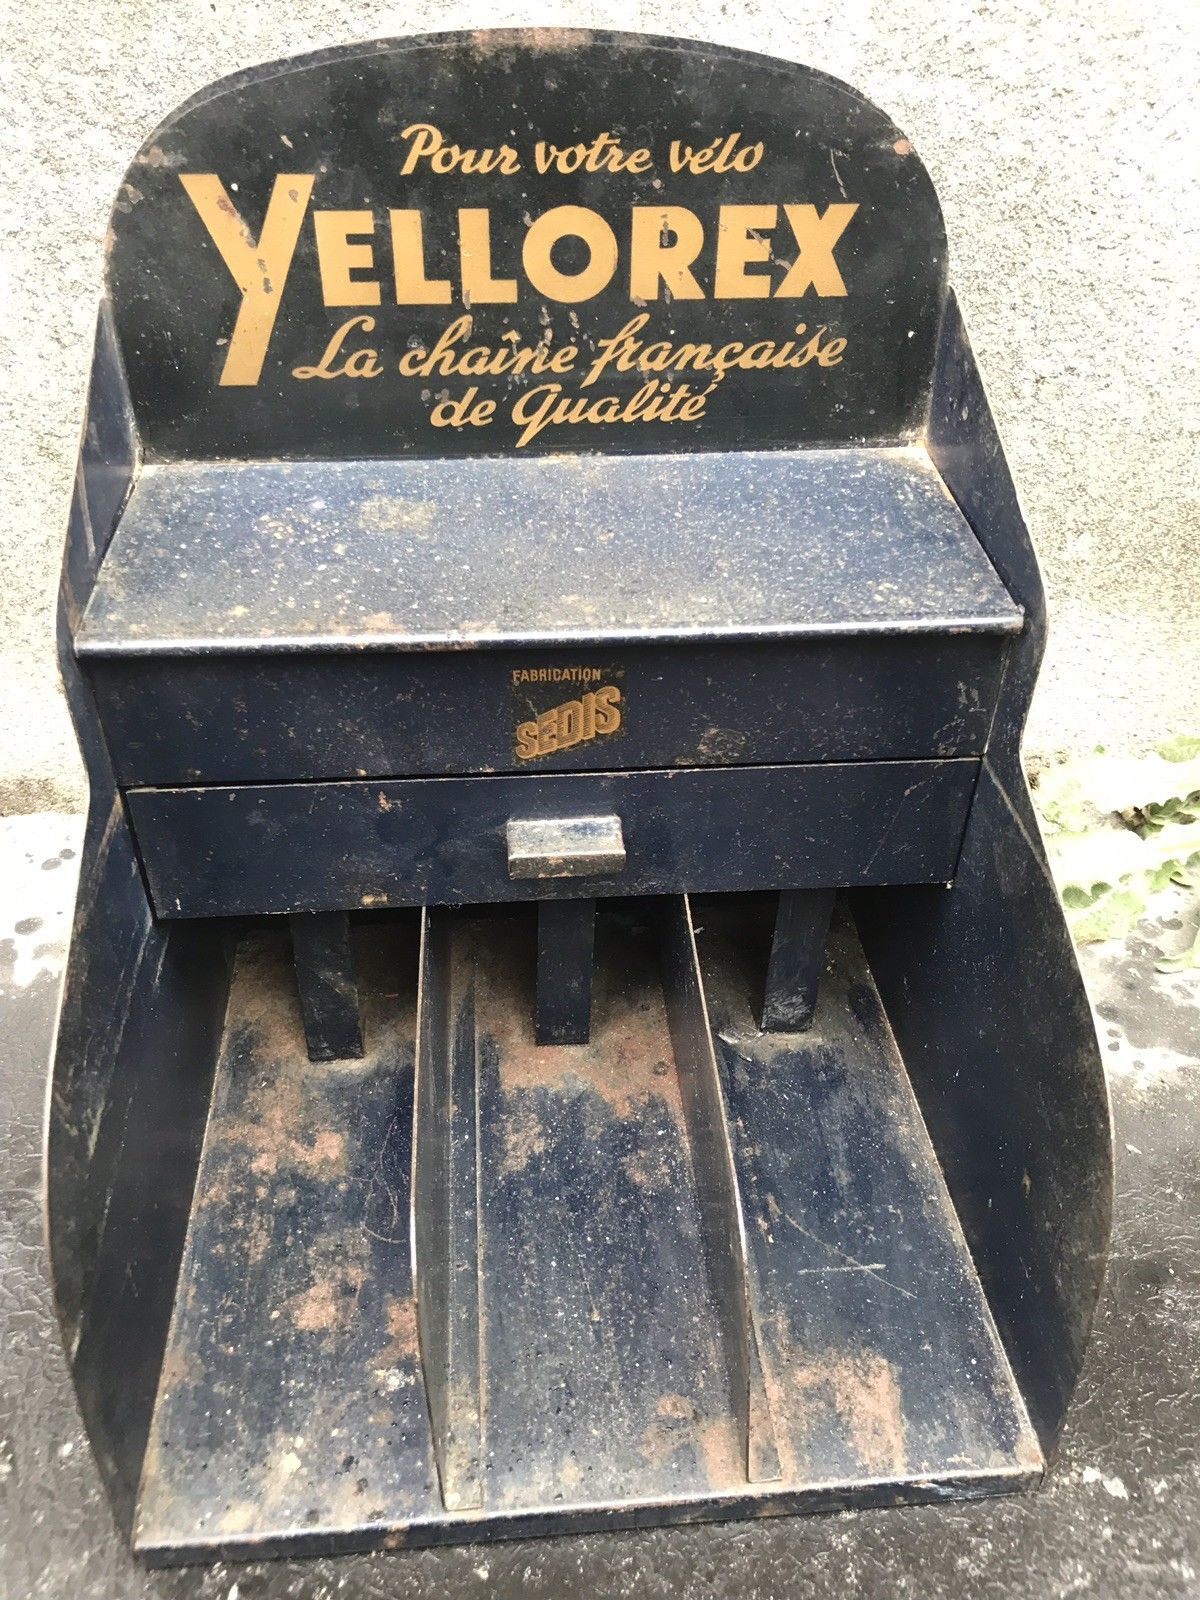 Pour votre vélo
YELLOREX
La chaîne française
de Qualité
FABRICATION
SEDIS